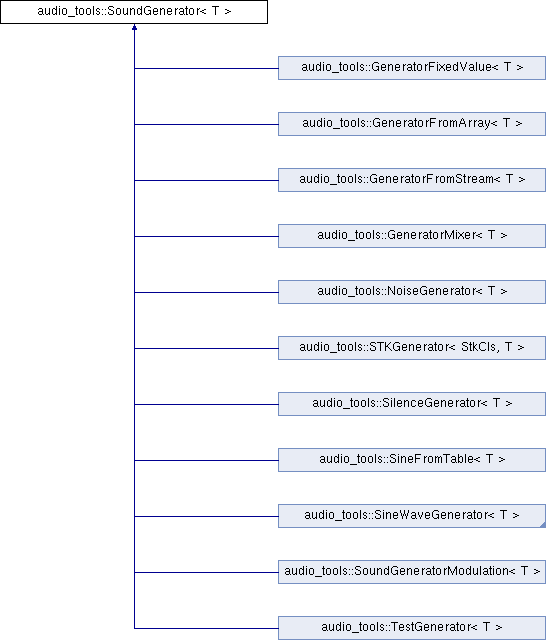 audio_tools::SoundGenerator< T >
audio_tools::GeneratorFixedValue< T >
audio_tools::GeneratorFromArray< T >
audio_tools::GeneratorFromStream< T >
audio_tools::GeneratorMixer< T >
audio_tools::NoiseGenerator< T >
audio_tools::STKGenerator< StkCls, T >
audio_tools::SilenceGenerator< T >
audio_tools::SineFromTable< T >
audio_tools::SineWaveGenerator< T >
audio_tools::SoundGeneratorModulation< T >
audio_tools::TestGenerator< T >